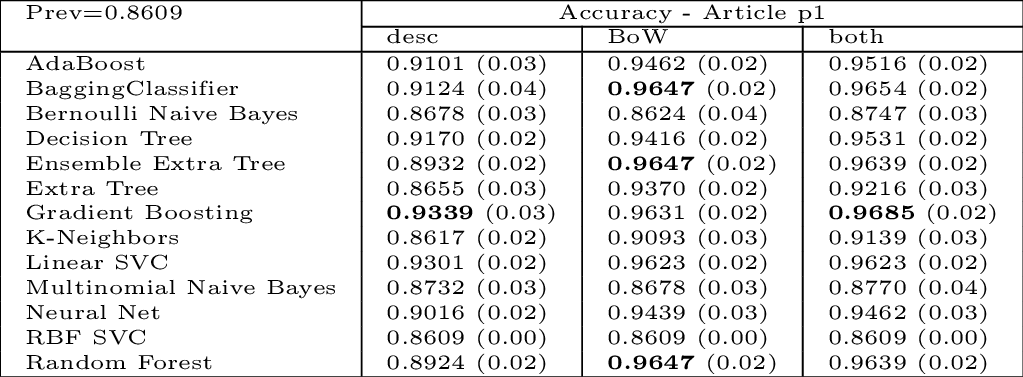 Prev=0.8609 Accuracy - Article p1
desc BoW both
AdaBoost 0.9101 (0.03) 0.9462 (0.02) 0.9516 (0.02)
BaggingClassifier 0.9124 (0.04) 0.9647 (0.02) 0.9654 (0.02)
Bernoulli Naive Bayes 0.8678 (0.03) 0.8624 (0.04) 0.8747 (0.03)
Decision Tree 0.9170 (0.02) 0.9416 (0.02) 0.9531 (0.02)
Ensemble Extra Tree 0.8932 (0.02) 0.9647 (0.02) 0.9639 (0.02)
Extra Tree 0.8655 (0.03) 0.9370 (0.02) 0.9216 (0.03)
Gradient Boosting 0.9339 (0.03) 0.9631 (0.02) 0.9685 (0.02)
K-Neighbors 0.8617 (0.02) 0.9093 (0.03) 0.9139 (0.03)
Linear SVC 0.9301 (0.02) 0.9623 (0.02) 0.9623 (0.02)
Multinomial Naive Bayes 0.8732 (0.03) 0.8678 (0.03) 0.8770 (0.04)
Neural Net 0.9016 (0.02) 0.9439 (0.03) 0.9462 (0.03)
RBF SVC 0.8609 (0.00) 0.8609 (0.00) 0.8609 (0.00)
Random Forest 0.8924 (0.02) 0.9647 (0.02) 0.9639 (0.02)